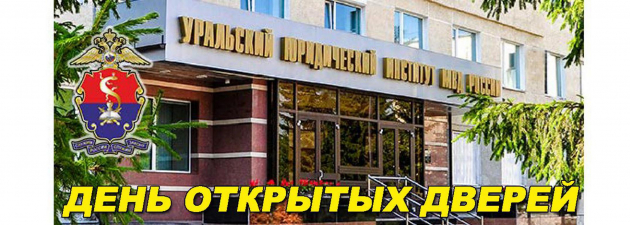 УРАЛЬСКИЙ ЮРИДИЧЕСКИЙ ИНСТИТУТ МВД РОССИИ
ДЕНЬ ОТКРЫТЫХ ДВЕРЕЙ